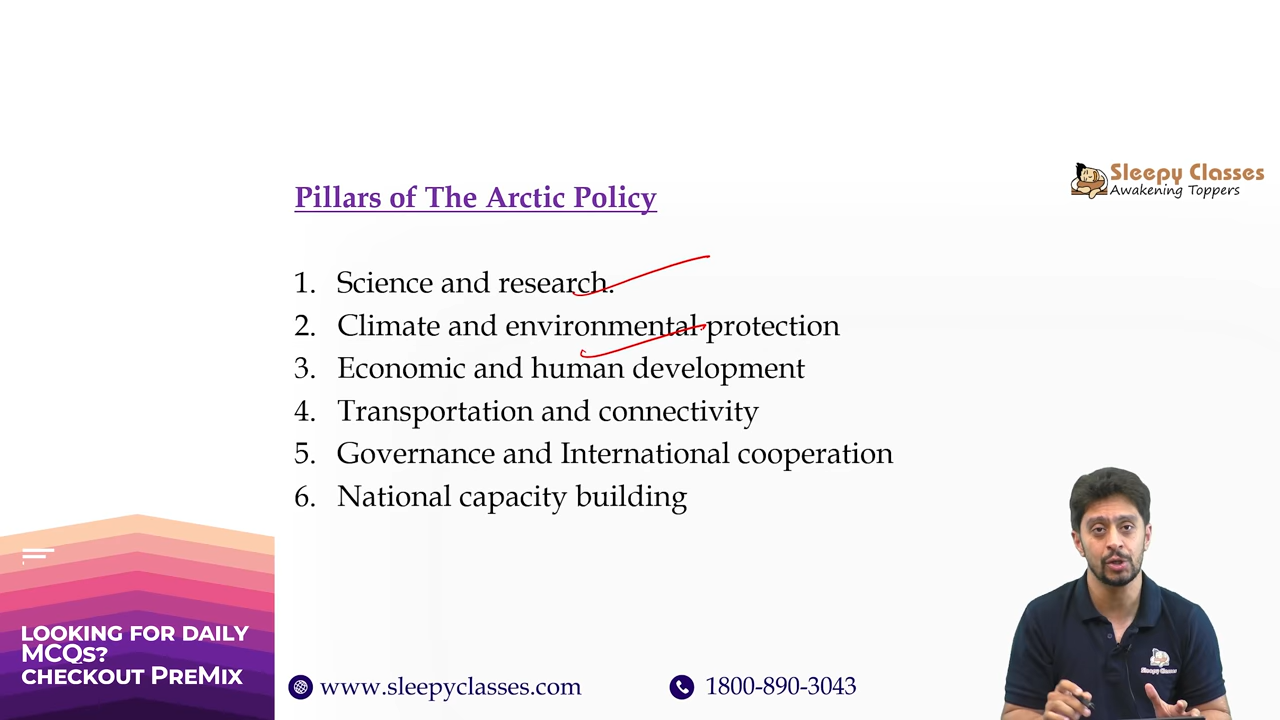 Pillars of The Arctic Policy
Sleepy Classes
Awakening Toppers
1. Science and research.
2. Climate and environmental protection
3. Economic and human development
4. Transportation and connectivity
5. Governance and International cooperation
6. National capacity building
LOOKING FOR DAILY
MCQs?
CHECKOUT PREMIX
www.sleepyclasses.com
1800-890-3043
Sleepy Classes